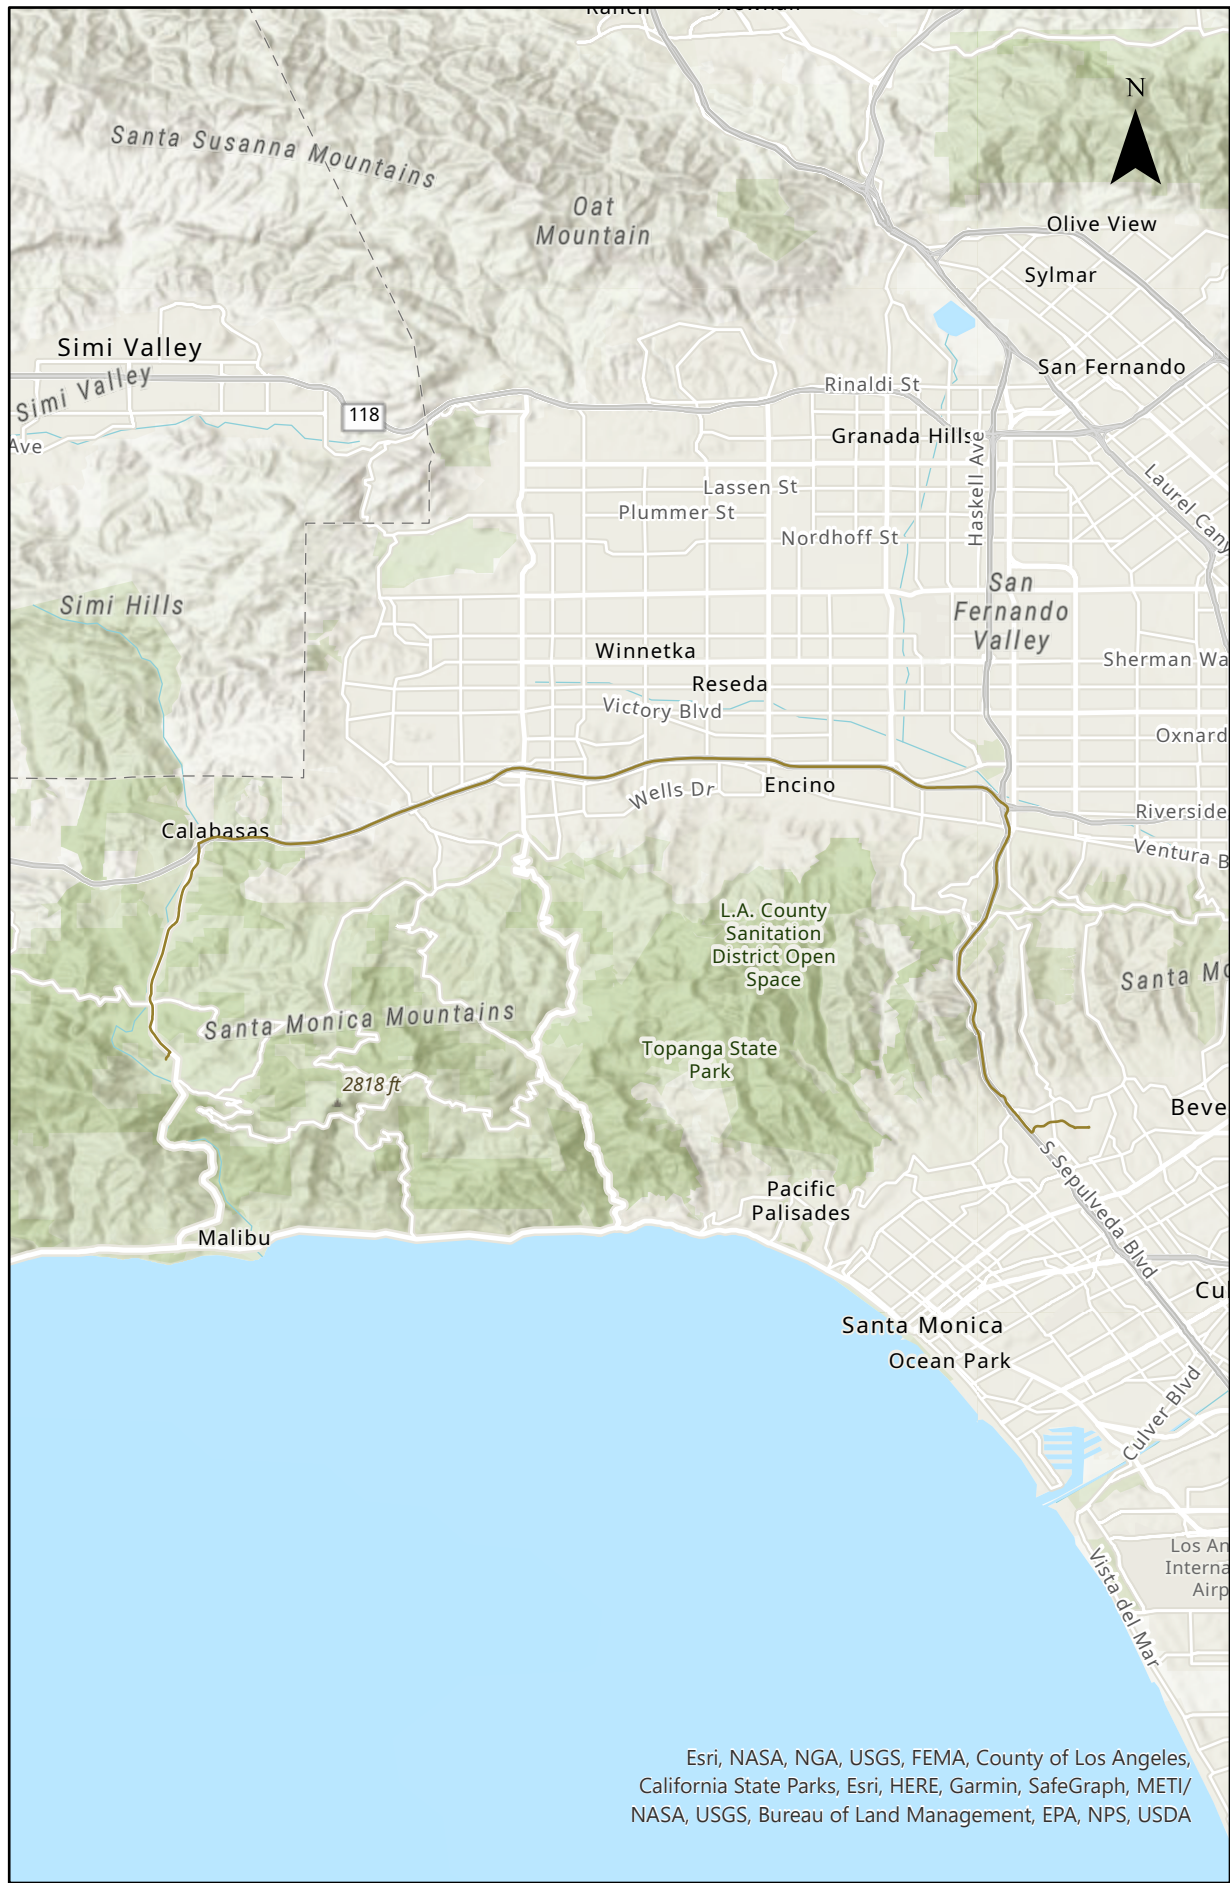 Ranch
Newhall
N
Santa Susanna Mountains
Oat
Mountain
Olive View
Sylmar
Simi Valley
Simi Valley
San Fernando
Rinaldi St
118
Granada Hills
Ave
Haskell Ave
Laurel Cany
Lassen St
Plummer St
Nordhoff St
San
Fernando
Valley
Simi Hills
Winnetka
Sherman Wa
Reseda
Victory Blvd
Oxnard
Encino
Wells Dr
Riverside
Calabasas
Ventura B
L.A. County
Sanitation
District Open
Space
Santa Mo
Santa Monica Mountains
Topanga State
Park
2818 ft
Beve
S Sepulveda Blvd
Pacific
Palisades
Malibu
Cul
Santa Monica
Ocean Park
Culver Blvd
Los An
Interna
Airp
Vista del Mar
Esri, NASA, NGA, USGS, FEMA, County of Los Angeles,
California State Parks, Esri, HERE, Garmin, SafeGraph, METI/
NASA, USGS, Bureau of Land Management, EPA, NPS, USDA